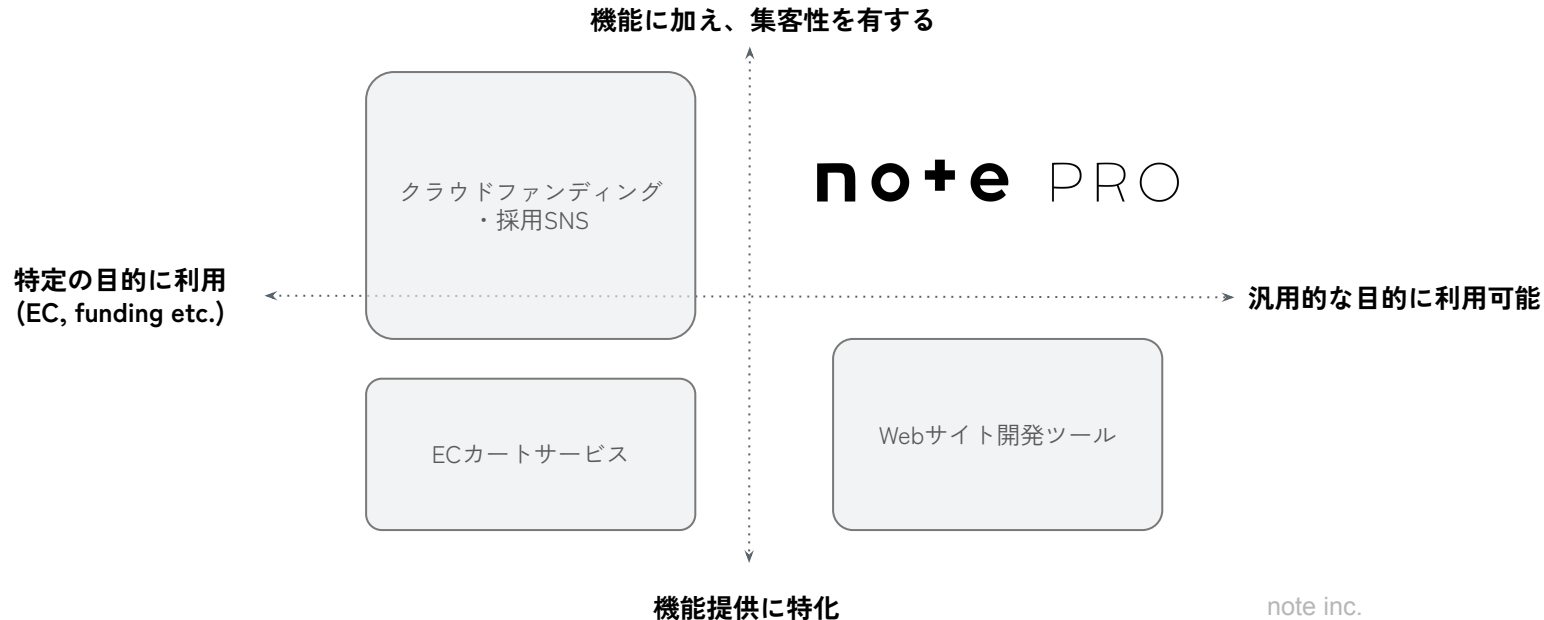 機能に加え、集客性を有する
クラウドファンディング
・採用SNS
note PRO
特定の目的に利用
(EC, funding etc.)
汎用的な目的に利用可能
ECカートサービス
Webサイト開発ツール
機能提供に特化
note inc.